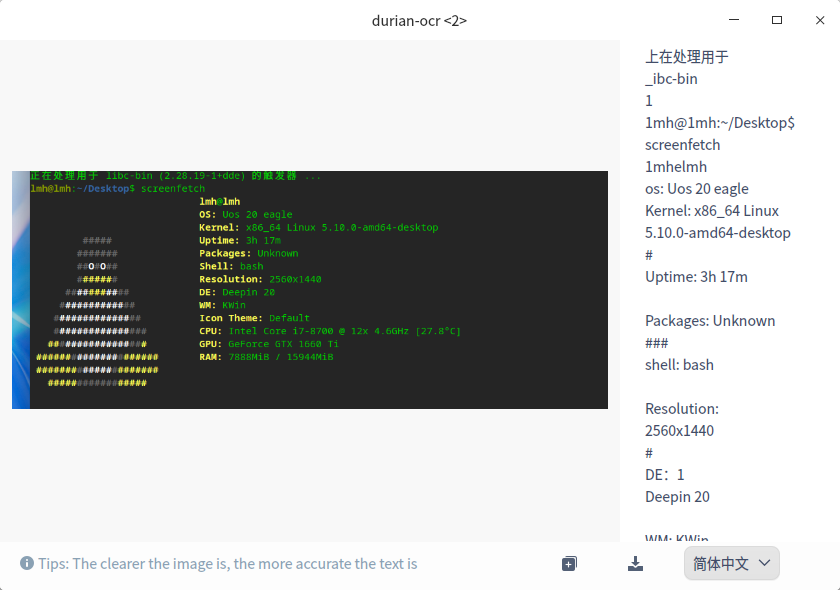 durian-ocr <2>
正在处理用于 libc-bin (2.28.19-1+dde) 的触发器 ...
lmh@lmh:~/Desktop$ screenfetch
lmh@lmh
OS: Uos 20 eagle
Kernel: x86_64 Linux 5.10.0-amd64-desktop
##### Uptime: 3h 17m
####### Packages: Unknown
##O#O## Shell: bash
####### Resolution: 2560x1440
########### DE: Deepin 20
############# WM: KWin
############### Icon Theme: Default
################ CPU: Intel Core i7-8700 @ 12x 4.6GHz [27.8°C]
################# GPU: GeForce GTX 1660 Ti
##################### RAM: 7888MiB / 15944MiB
#####################
#################
上在处理用于
_ibc-bin
1
1mh@1mh:~/Desktop$
screenfetch
1mhelmh
os: Uos 20 eagle
Kernel: x86_64 Linux
5.10.0-amd64-desktop
#
Uptime: 3h 17m
Packages: Unknown
###
shell: bash
Resolution:
2560x1440
#
DE：1
Deepin 20
WM: KWin
Tips: The clearer the image is, the more accurate the text is
简体中文